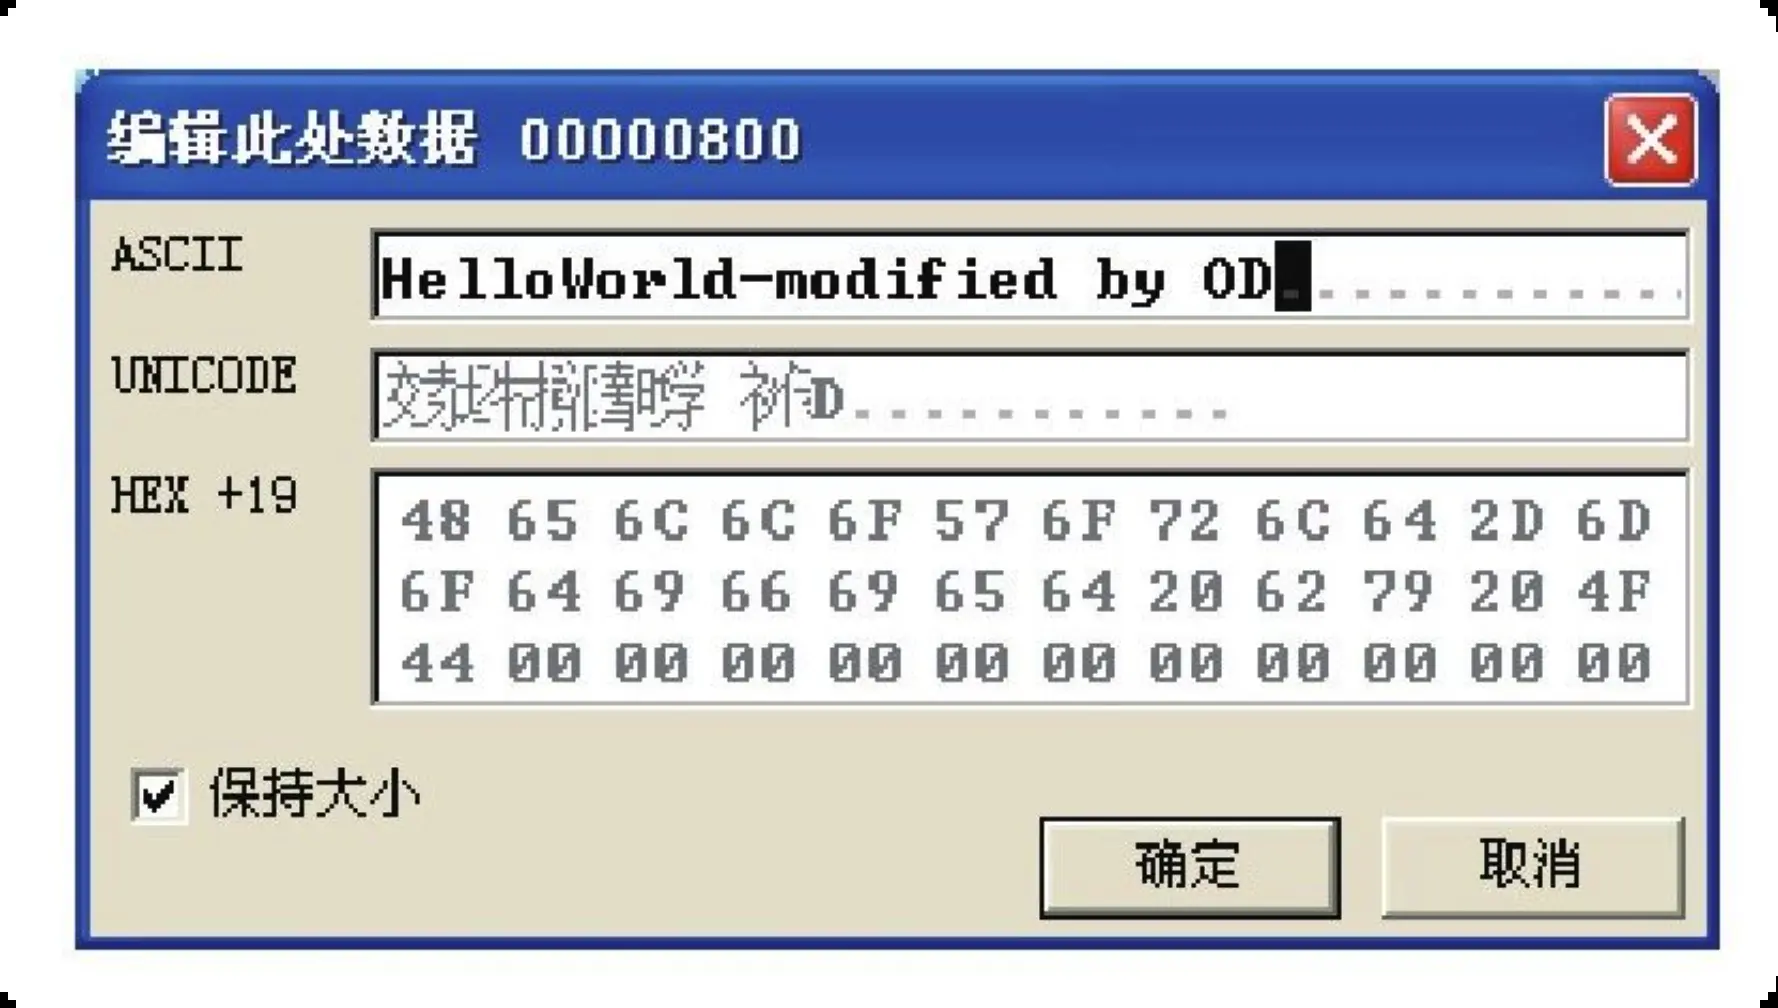 编辑此处数据 00000800
ASCII
HelloWorld-modified by OD.............
UNICODE
D...........
HEX +19
48 65 6C 6C 6F 57 6F 72 6C 64 2D 6D
6F 64 69 66 69 65 64 20 62 79 20 4F
44 00 00 00 00 00 00 00 00 00 00 00
保持大小
确定
取消